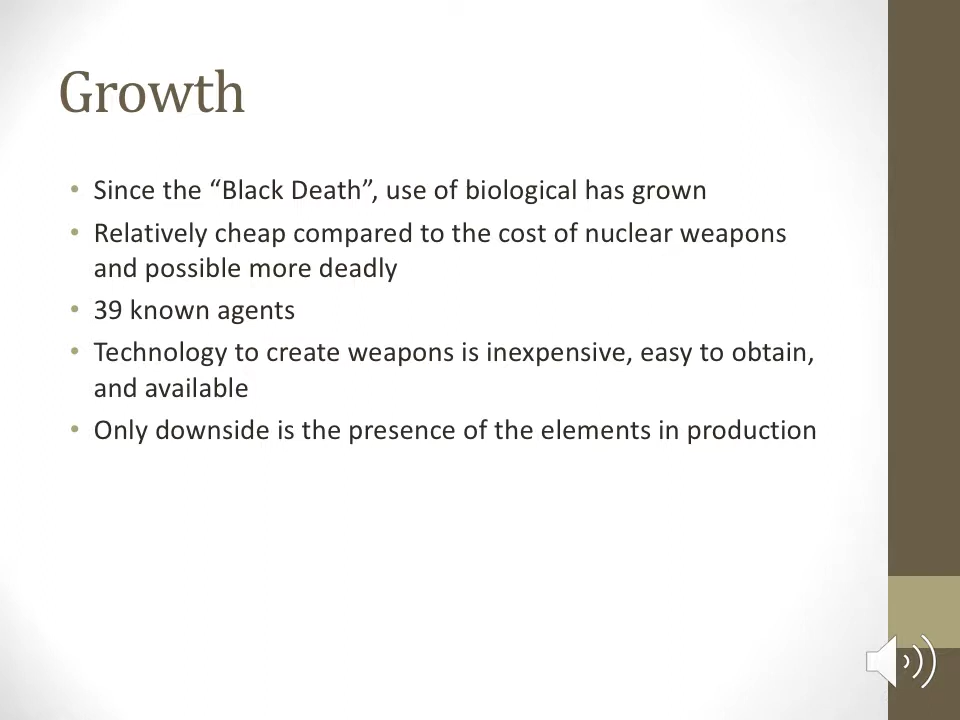 Growth
• Since the “Black Death”, use of biological has grown
• Relatively cheap compared to the cost of nuclear weapons
and possible more deadly
• 39 known agents
• Technology to create weapons is inexpensive, easy to obtain,
and available
• Only downside is the presence of the elements in production